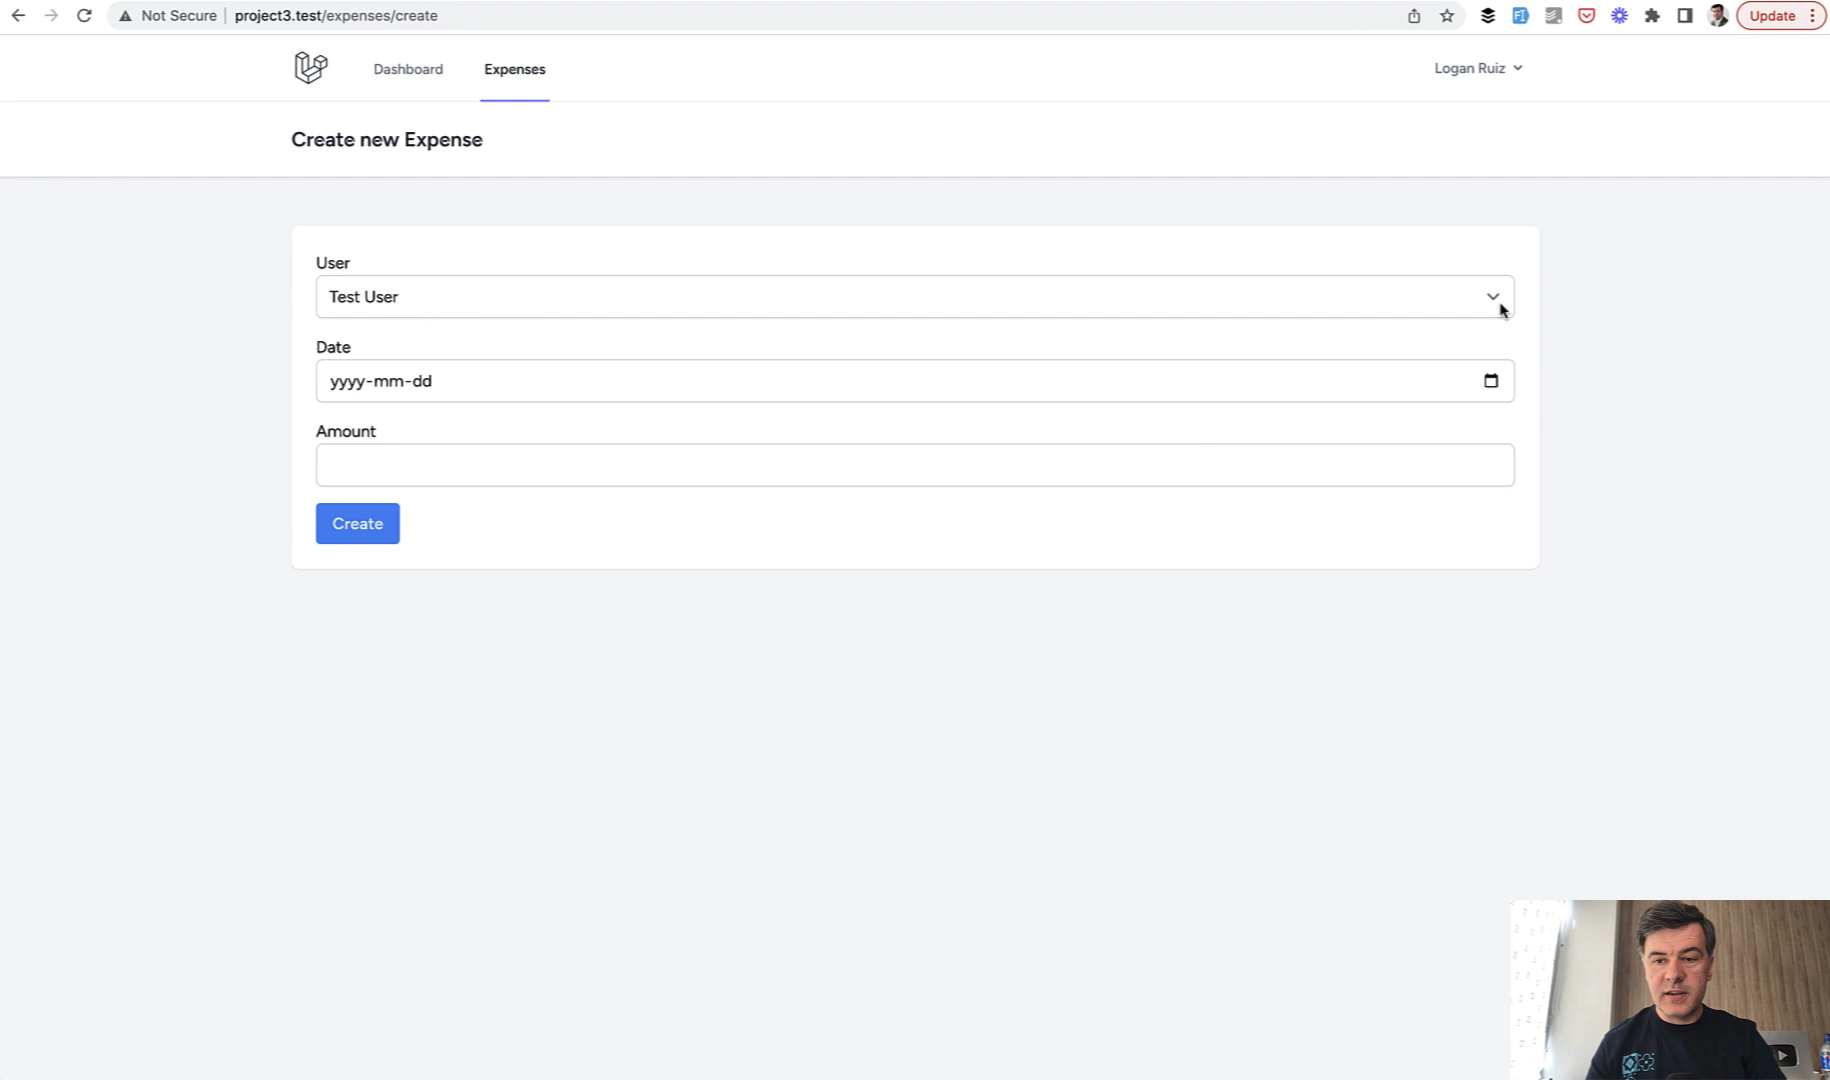 Not Secure project3.test/expenses/create
Update
Dashboard Expenses
Logan Ruiz
Create new Expense
User
Test User
Date
yyyy-mm-dd
Amount
Create